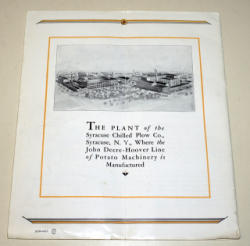 THE PLANT of the
Syracuse Chilled Plow Co.,
Syracuse, N. Y., Where the
John Deere-Hoover Line
of Potato Machinery is
Manufactured